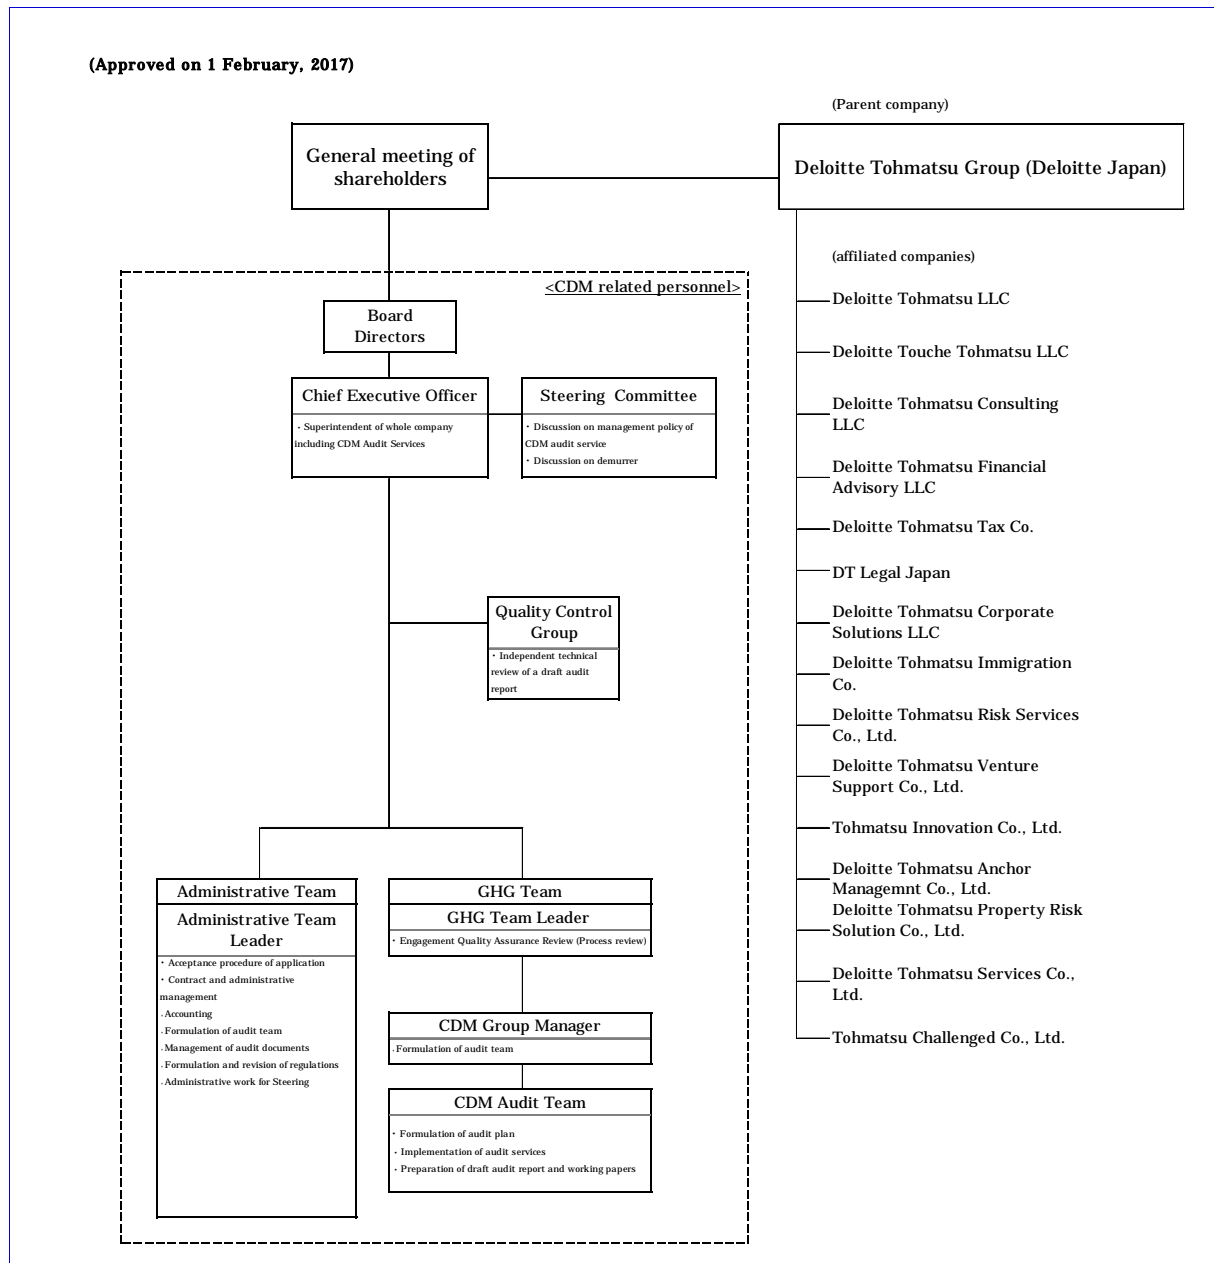 (Approved on 1 February, 2017)
(Parent company)
General meeting of
shareholders
Deloitte Tohmatsu Group (Deloitte Japan)
(affiliated companies)
<CDM related personnel>
Deloitte Tohmatsu LLC
Board
Directors
Deloitte Touche Tohmatsu LLC
Chief Executive Officer
・Superintendent of whole company
including CDM Audit Services
Steering Committee
・Discussion on management policy of
CDM audit service
・Discussion on demurrer
Deloitte Tohmatsu Consulting
LLC
Deloitte Tohmatsu Financial
Advisory LLC
Deloitte Tohmatsu Tax Co.
DT Legal Japan
Quality Control
Group
・Independent technical
review of a draft audit
report
Deloitte Tohmatsu Corporate
Solutions LLC
Deloitte Tohmatsu Immigration
Co.
Deloitte Tohmatsu Risk Services
Co., Ltd.
Deloitte Tohmatsu Venture
Support Co., Ltd.
Tohmatsu Innovation Co., Ltd.
Deloitte Tohmatsu Anchor
Managemnt Co., Ltd.
Deloitte Tohmatsu Property Risk
Solution Co., Ltd.
Deloitte Tohmatsu Services Co.,
Ltd.
Tohmatsu Challenged Co., Ltd.
Administrative Team
Administrative Team
Leader
・Acceptance procedure of application
・Contract and administrative
management
・Accounting
・Formulation of audit team
・Management of audit documents
・Formulation and revision of regulations
・Administrative work for Steering
GHG Team
GHG Team Leader
・Engagement Quality Assurance Review (Process review)
CDM Group Manager
・Formulation of audit team
CDM Audit Team
・Formulation of audit plan
・Implementation of audit services
・Preparation of draft audit report and working papers